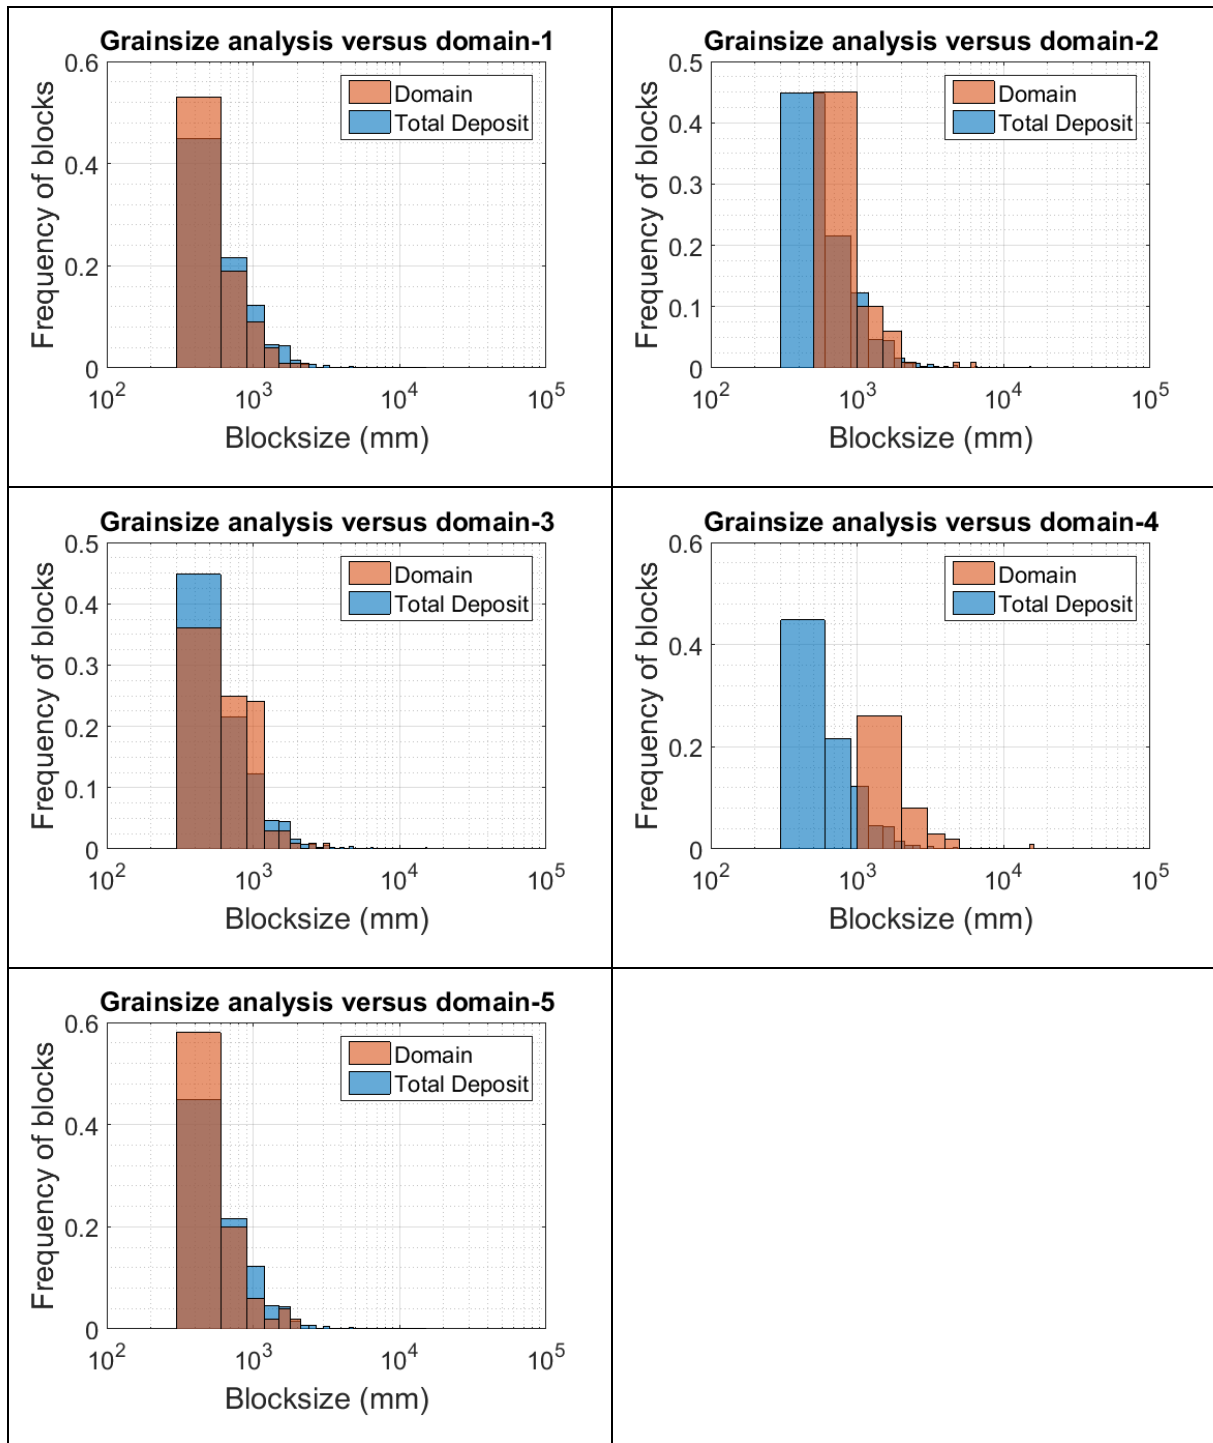 Grainsize analysis versus domain-1
Frequency of blocks
0.6
0.4
0.2
0
Domain
Total Deposit
10^2 10^3 10^4 10^5
Blocksize (mm)
Grainsize analysis versus domain-2
Frequency of blocks
0.5
0.4
0.3
0.2
0.1
0
Domain
Total Deposit
10^2 10^3 10^4 10^5
Blocksize (mm)
Grainsize analysis versus domain-3
Frequency of blocks
0.5
0.4
0.3
0.2
0.1
0
Domain
Total Deposit
10^2 10^3 10^4 10^5
Blocksize (mm)
Grainsize analysis versus domain-4
Frequency of blocks
0.6
0.4
0.2
0
Domain
Total Deposit
10^2 10^3 10^4 10^5
Blocksize (mm)
Grainsize analysis versus domain-5
Frequency of blocks
0.6
0.4
0.2
0
Domain
Total Deposit
10^2 10^3 10^4 10^5
Blocksize (mm)